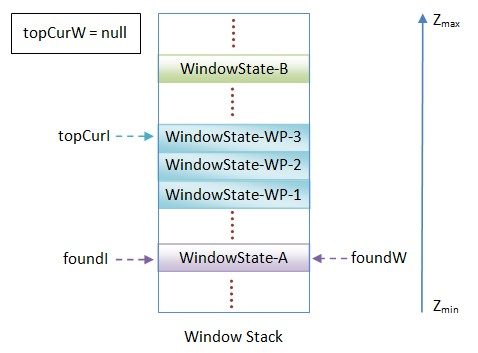 topCurW = null
Zmax
WindowState-B
topCurI
WindowState-WP-3
WindowState-WP-2
WindowState-WP-1
foundI
WindowState-A
foundW
Zmin
Window Stack